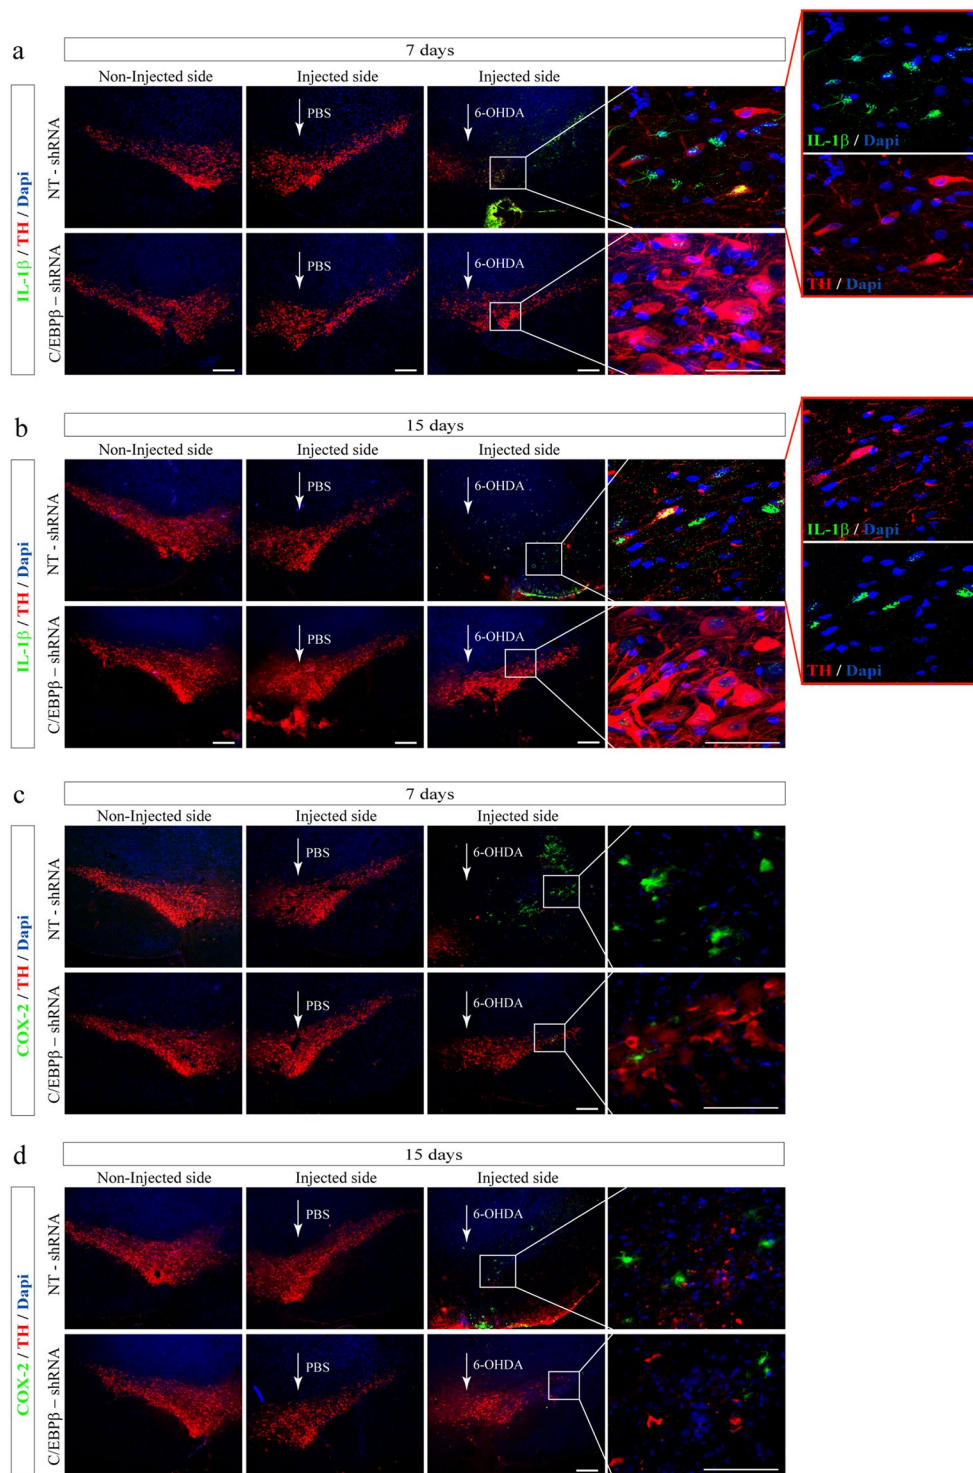 a
7 days
Non-Injected side
Injected side
Injected side
IL-1β / TH / Dapi
NT - shRNA
PBS
6-OHDA
IL-1β / Dapi
TH / Dapi
C/EBPβ – shRNA
PBS
6-OHDA
b
15 days
Non-Injected side
Injected side
Injected side
IL-1β / TH / Dapi
NT - shRNA
PBS
6-OHDA
IL-1β / Dapi
TH / Dapi
C/EBPβ – shRNA
PBS
6-OHDA
c
7 days
Non-Injected side
Injected side
Injected side
COX-2 / TH / Dapi
NT - shRNA
PBS
6-OHDA
C/EBPβ – shRNA
PBS
6-OHDA
d
15 days
Non-Injected side
Injected side
Injected side
COX-2 / TH / Dapi
NT - shRNA
PBS
6-OHDA
C/EBPβ – shRNA
PBS
6-OHDA